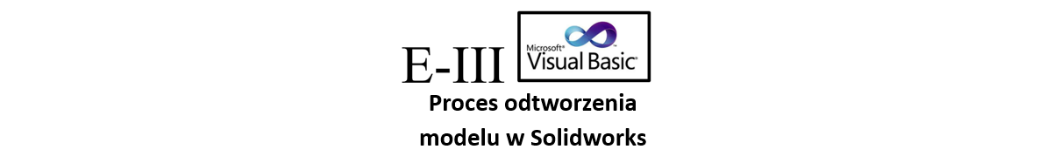 E-III
Microsoft®
Visual Basic®
Proces odtworzenia
modelu w Solidworks